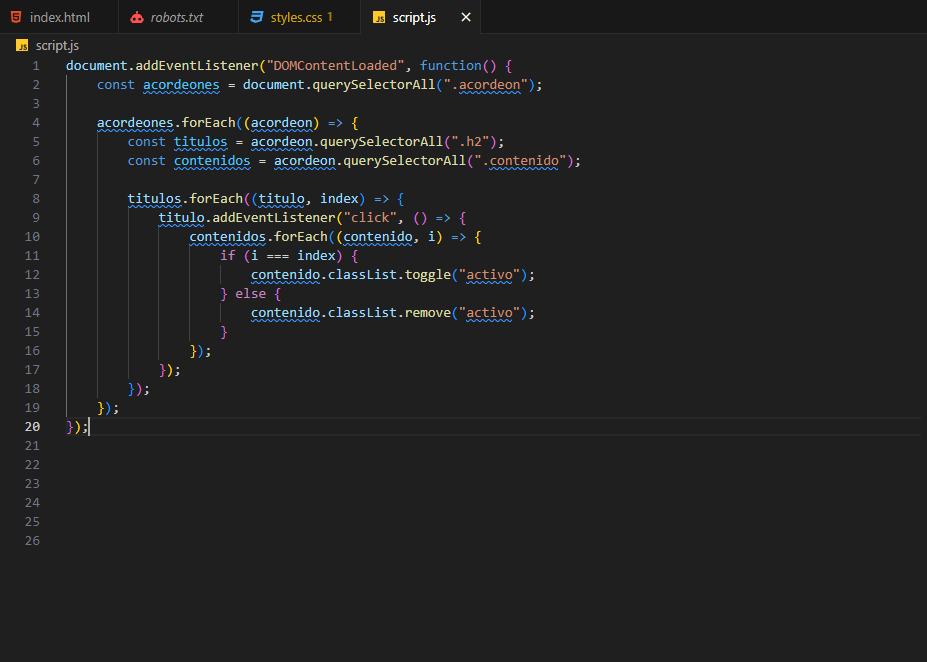 index.html robots.txt styles.css 1 script.js ×
JS script.js
1 document.addEventListener("DOMContentLoaded", function() {
2 const acordeones = document.querySelectorAll(".acordeon");
3
4 acordeones.forEach((acordeon) => {
5 const titulos = acordeon.querySelectorAll(".h2");
6 const contenidos = acordeon.querySelectorAll(".contenido");
7
8 titulos.forEach((titulo, index) => {
9 titulo.addEventListener("click", () => {
10 contenidos.forEach((contenido, i) => {
11 if (i === index) {
12 contenido.classList.toggle("activo");
13 } else {
14 contenido.classList.remove("activo");
15 }
16 });
17 });
18 });
19 });
20 });
21
22
23
24
25
26